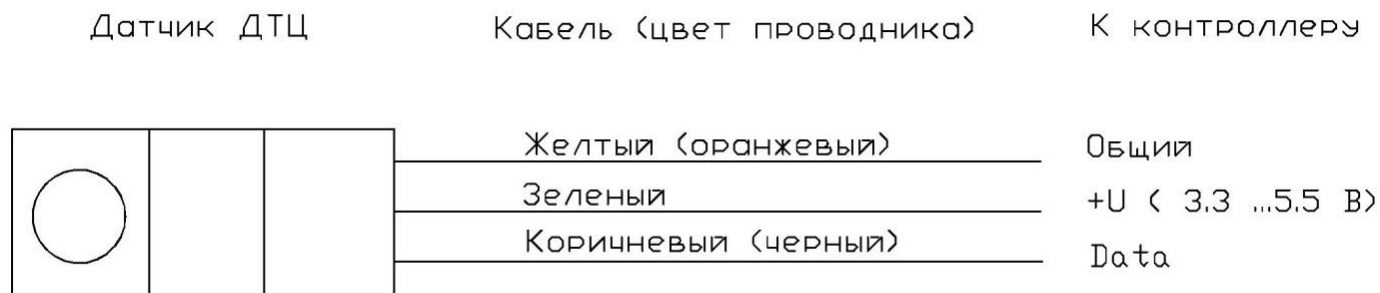 Датчик ДТЦ
Кабель (цвет проводника)
К контроллеру
Желтый (оранжевый)
Общий
Зеленый
+U ( 3.3 ...5.5 В)
Коричневый (черный)
Data